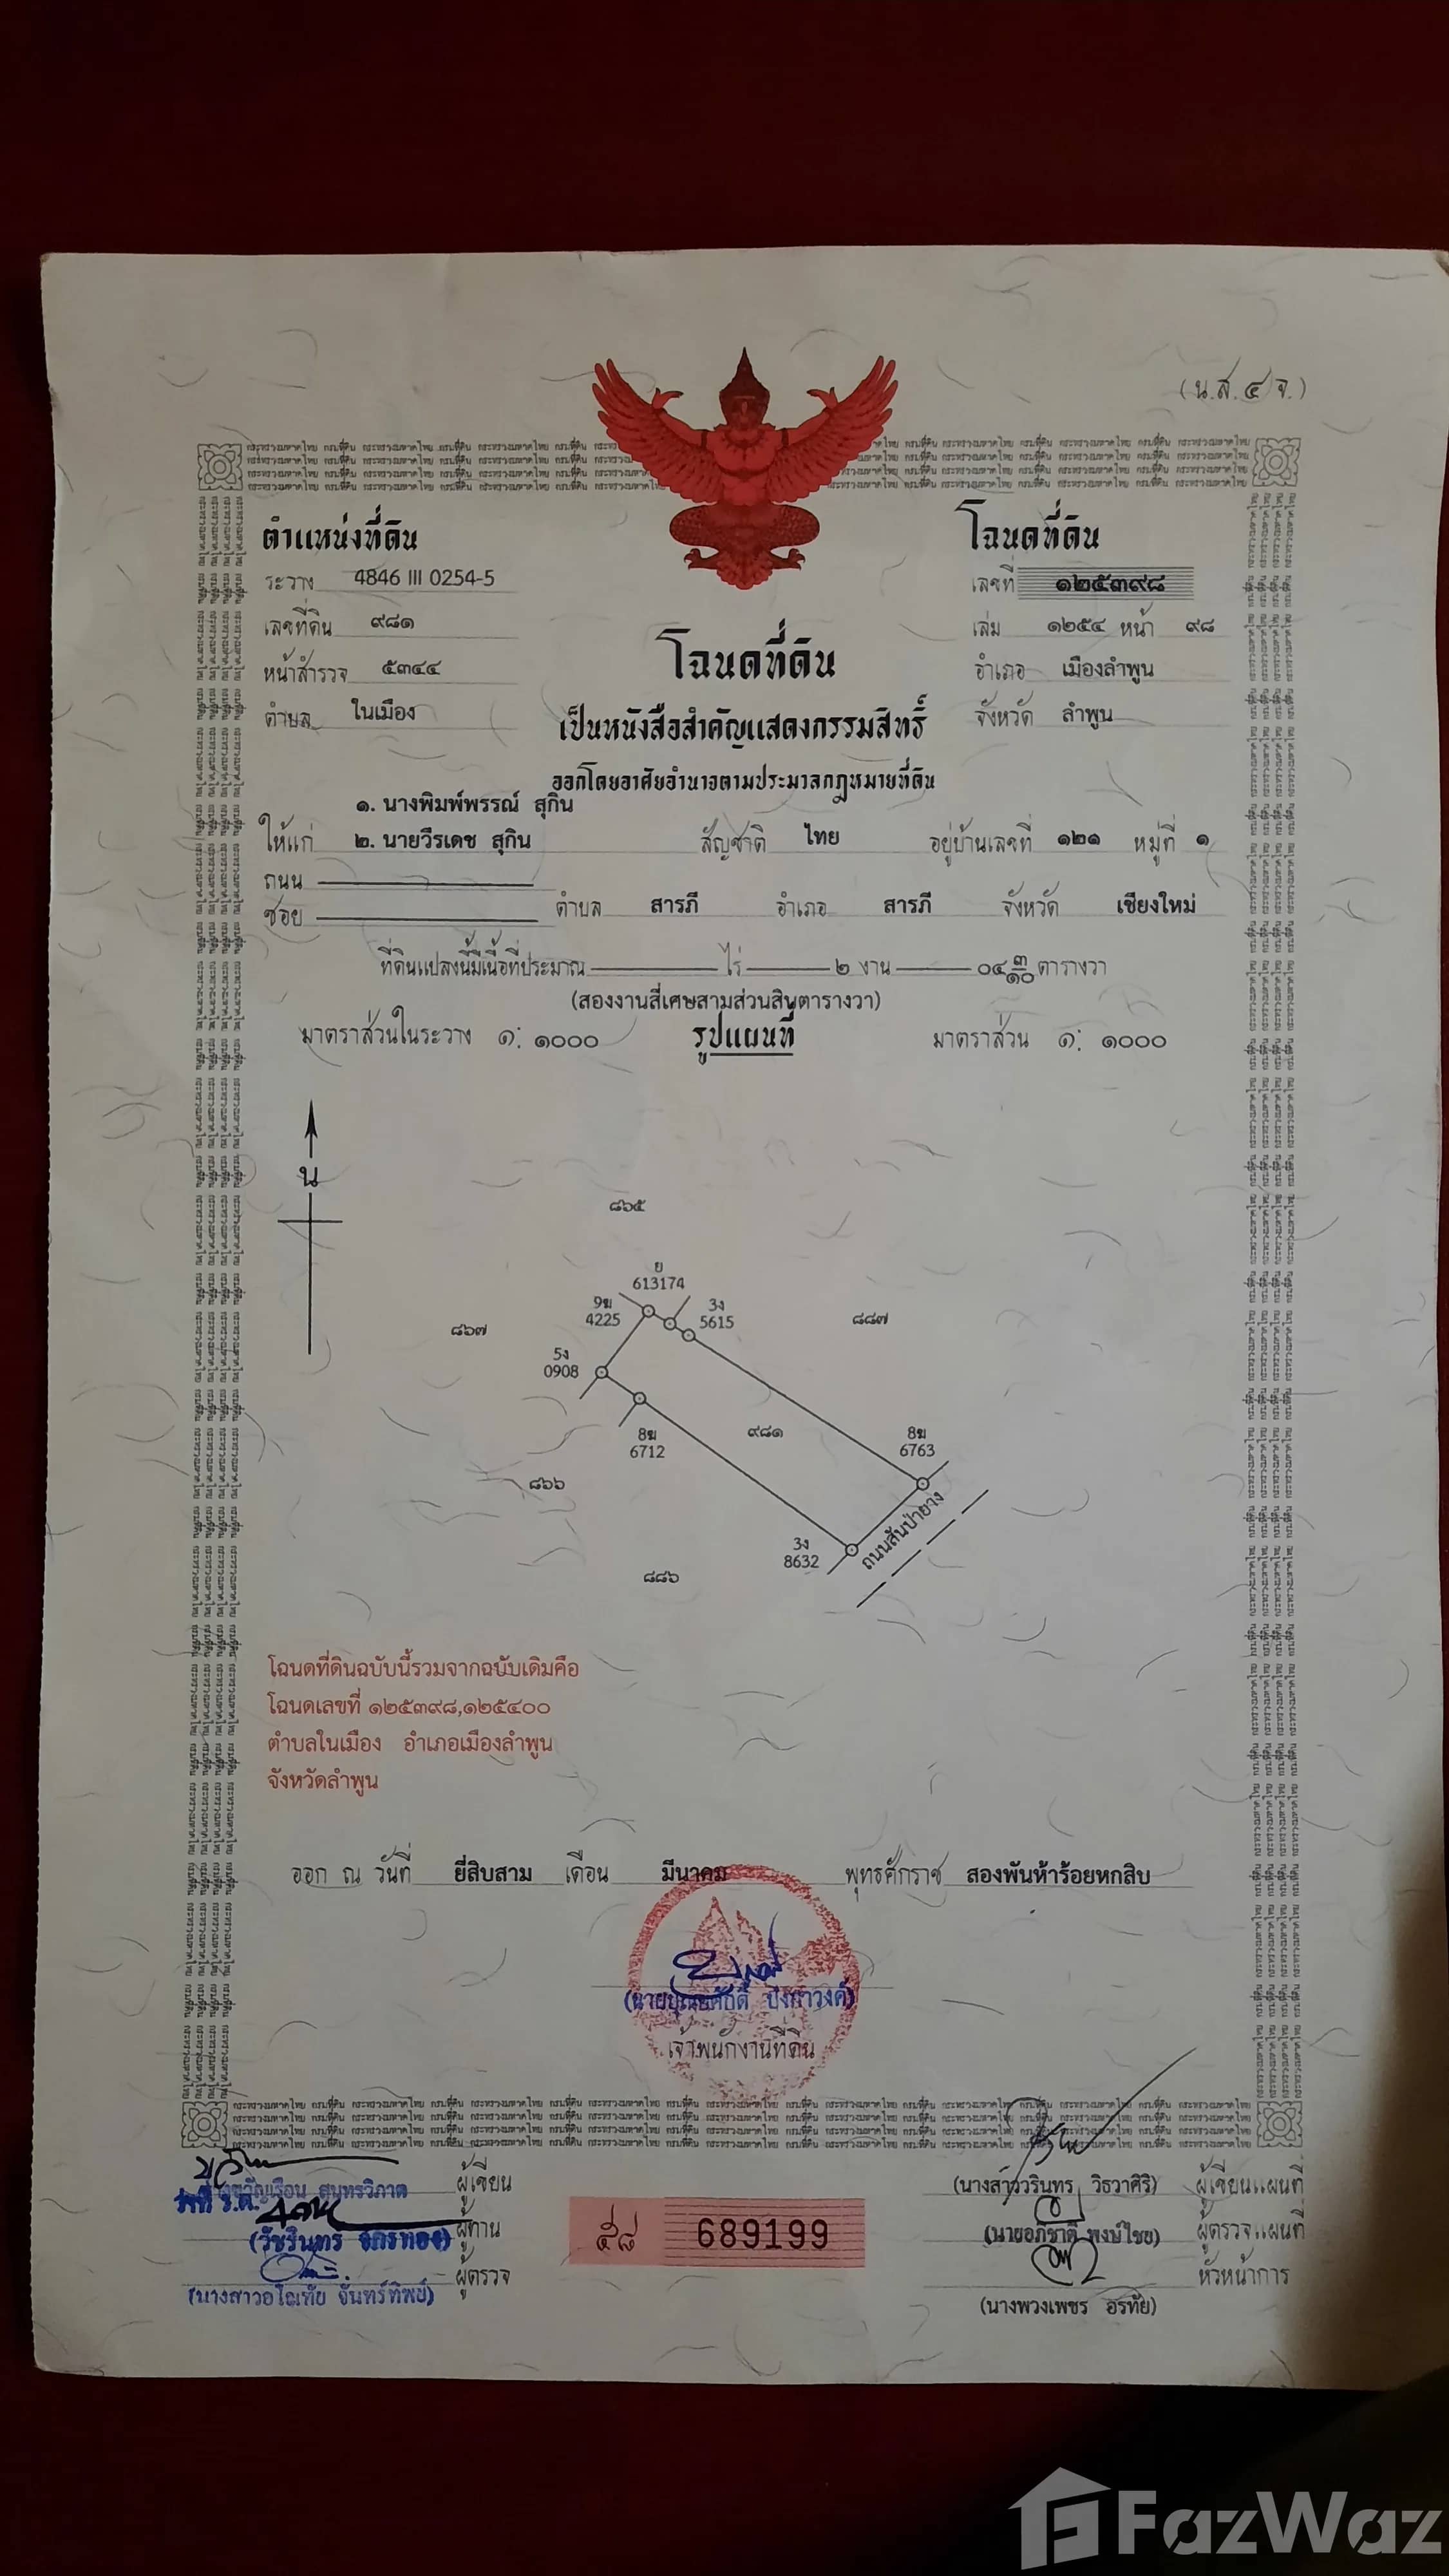 (น.ส. ๔ จ.)
ตำแหน่งที่ดิน
โฉนดที่ดิน
ระวาง 4846 III 0254-5
เลขที่ ๑๒๕๓๙๘
เลขที่ดิน ๙๘๑
เล่ม ๑๒๕๔ หน้า ๙๘
หน้าสำรวจ ๕๓๔๔
โฉนดที่ดิน
อำเภอ เมืองลำพูน
ตำบล ในเมือง
จังหวัด ลำพูน
เป็นหนังสือสำคัญแสดงกรรมสิทธิ์
ออกโดยอาศัยอำนาจตามประมวลกฎหมายที่ดิน
๑. นางพิมพ์พรรณ์ สุกิน
ให้แก่ ๒. นายวีรเดช สุกิน สัญชาติ ไทย อยู่บ้านเลขที่ ๑๒๑ หมู่ที่ ๑
ถนน
ซอย ตำบล สารภี อำเภอ สารภี จังหวัด เชียงใหม่
ที่ดินแปลงนี้มีเนื้อที่ประมาณ ไร่ ๒ งาน ๐๔ ๓/๑๐ ตารางวา
(สองงานสี่เศษสามส่วนสิบตารางวา)
มาตราส่วนในระวาง ๑: ๑๐๐๐ รูปแผนที่ มาตราส่วน ๑: ๑๐๐๐
น
๘๖๕
ย
613174
9ฆ
4225
3ง
5615
๘๘๗
๘๖๗
5ง
0908
8ฆ
6712
๙๘๑
8ฆ
6763
๘๖๖
ถนนสันป่ายาง
3ง
8632
๘๘๖
โฉนดที่ดินฉบับนี้รวมจากฉบับเดิมคือ
โฉนดเลขที่ ๑๒๕๓๙๘,๑๒๕๔๐๐
ตำบลในเมือง อำเภอเมืองลำพูน
จังหวัดลำพูน
ออก ณ วันที่ ยี่สิบสาม เดือน มีนาคม พุทธศักราช สองพันห้าร้อยหกสิบ
เจ้าพนักงานที่ดิน
ผู้เขียน
(นางสาววรินทร วิธวาศิริ) ผู้เขียนแผนที่
ว่าที่ ร.ต.
(วัชรินทร์ จักรทอง) ผู้ทาน
๕๘ 689199
(นายอภิชาติ พงษ์ไชย) ผู้ตรวจแผนที่
ผู้ตรวจ
หัวหน้าการ
(นางสาวอโณทัย จันทร์ทิพย์)
(นางพวงเพชร อรทัย)
FazWaz